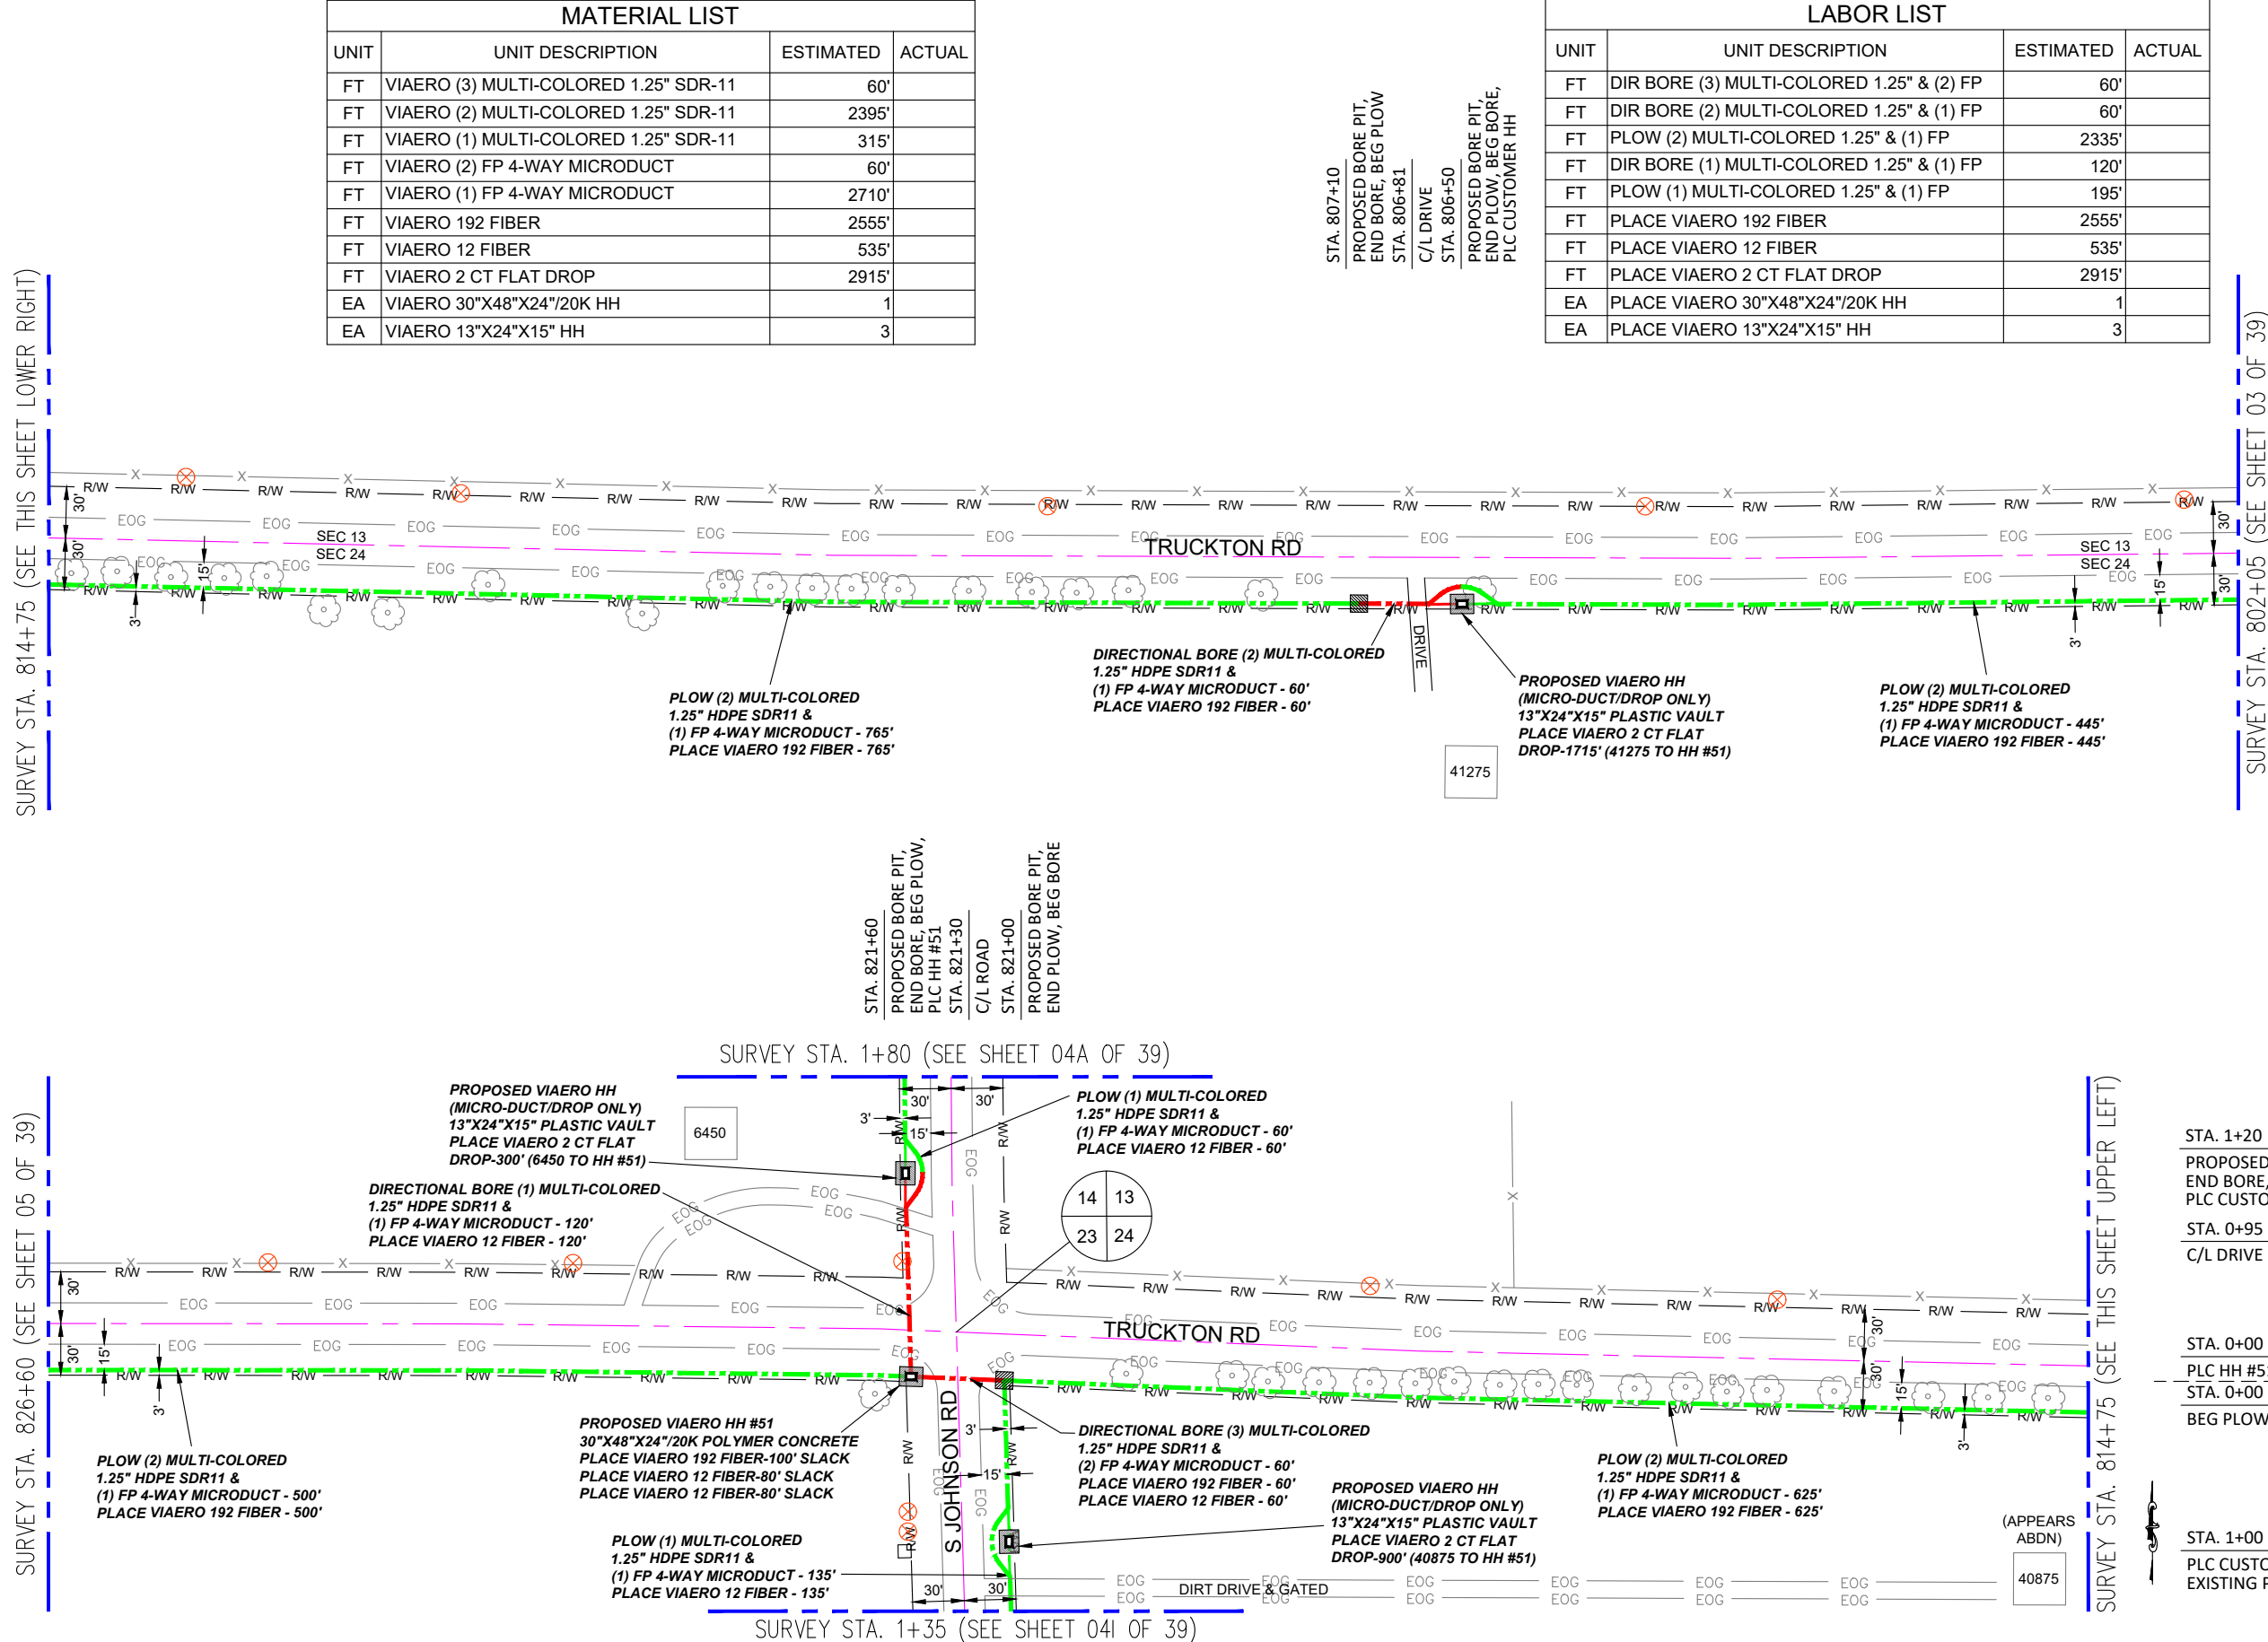 MATERIAL LIST
UNIT UNIT DESCRIPTION ESTIMATED ACTUAL
FT VIAERO (3) MULTI-COLORED 1.25" SDR-11 60'
FT VIAERO (2) MULTI-COLORED 1.25" SDR-11 2395'
FT VIAERO (1) MULTI-COLORED 1.25" SDR-11 315'
FT VIAERO (2) FP 4-WAY MICRODUCT 60'
FT VIAERO (1) FP 4-WAY MICRODUCT 2710'
FT VIAERO 192 FIBER 2555'
FT VIAERO 12 FIBER 535'
FT VIAERO 2 CT FLAT DROP 2915'
EA VIAERO 30"X48"X24"/20K HH 1
EA VIAERO 13"X24"X15" HH 3
LABOR LIST
UNIT UNIT DESCRIPTION ESTIMATED ACTUAL
FT DIR BORE (3) MULTI-COLORED 1.25" & (2) FP 60'
FT DIR BORE (2) MULTI-COLORED 1.25" & (1) FP 60'
FT PLOW (2) MULTI-COLORED 1.25" & (1) FP 2335'
FT DIR BORE (1) MULTI-COLORED 1.25" & (1) FP 120'
FT PLOW (1) MULTI-COLORED 1.25" & (1) FP 195'
FT PLACE VIAERO 192 FIBER 2555'
FT PLACE VIAERO 12 FIBER 535'
FT PLACE VIAERO 2 CT FLAT DROP 2915'
EA PLACE VIAERO 30"X48"X24"/20K HH 1
EA PLACE VIAERO 13"X24"X15" HH 3
STA. 807+10
PROPOSED BORE PIT,
END BORE, BEG PLOW
STA. 806+81
C/L DRIVE
STA. 806+50
PROPOSED BORE PIT,
END PLOW, BEG BORE,
PLC CUSTOMER HH
SURVEY STA. 814+75 (SEE THIS SHEET LOWER RIGHT)
SURVEY STA. 802+05 (SEE SHEET 03 OF 39)
SEC 13
SEC 24
TRUCKTON RD
SEC 13
SEC 24
30'
30'
15'
3'
30'
30'
15'
3'
R/W
EOG
X
DRIVE
PLOW (2) MULTI-COLORED
1.25" HDPE SDR11 &
(1) FP 4-WAY MICRODUCT - 765'
PLACE VIAERO 192 FIBER - 765'
DIRECTIONAL BORE (2) MULTI-COLORED
1.25" HDPE SDR11 &
(1) FP 4-WAY MICRODUCT - 60'
PLACE VIAERO 192 FIBER - 60'
PROPOSED VIAERO HH
(MICRO-DUCT/DROP ONLY)
13"X24"X15" PLASTIC VAULT
PLACE VIAERO 2 CT FLAT
DROP-1715' (41275 TO HH #51)
41275
PLOW (2) MULTI-COLORED
1.25" HDPE SDR11 &
(1) FP 4-WAY MICRODUCT - 445'
PLACE VIAERO 192 FIBER - 445'
STA. 821+60
PROPOSED BORE PIT,
END BORE, BEG PLOW,
PLC HH #51
STA. 821+30
C/L ROAD
STA. 821+00
PROPOSED BORE PIT,
END PLOW, BEG BORE
SURVEY STA. 1+80 (SEE SHEET 04A OF 39)
SURVEY STA. 826+60 (SEE SHEET 05 OF 39)
SURVEY STA. 814+75 (SEE THIS SHEET UPPER LEFT)
PROPOSED VIAERO HH
(MICRO-DUCT/DROP ONLY)
13"X24"X15" PLASTIC VAULT
PLACE VIAERO 2 CT FLAT
DROP-300' (6450 TO HH #51)
6450
PLOW (1) MULTI-COLORED
1.25" HDPE SDR11 &
(1) FP 4-WAY MICRODUCT - 60'
PLACE VIAERO 12 FIBER - 60'
DIRECTIONAL BORE (1) MULTI-COLORED
1.25" HDPE SDR11 &
(1) FP 4-WAY MICRODUCT - 120'
PLACE VIAERO 12 FIBER - 120'
14 13
23 24
TRUCKTON RD
S JOHNSON RD
PLOW (2) MULTI-COLORED
1.25" HDPE SDR11 &
(1) FP 4-WAY MICRODUCT - 500'
PLACE VIAERO 192 FIBER - 500'
PROPOSED VIAERO HH #51
30"X48"X24"/20K POLYMER CONCRETE
PLACE VIAERO 192 FIBER-100' SLACK
PLACE VIAERO 12 FIBER-80' SLACK
PLACE VIAERO 12 FIBER-80' SLACK
DIRECTIONAL BORE (3) MULTI-COLORED
1.25" HDPE SDR11 &
(2) FP 4-WAY MICRODUCT - 60'
PLACE VIAERO 192 FIBER - 60'
PLACE VIAERO 12 FIBER - 60'
PLOW (1) MULTI-COLORED
1.25" HDPE SDR11 &
(1) FP 4-WAY MICRODUCT - 135'
PLACE VIAERO 12 FIBER - 135'
PROPOSED VIAERO HH
(MICRO-DUCT/DROP ONLY)
13"X24"X15" PLASTIC VAULT
PLACE VIAERO 2 CT FLAT
DROP-900' (40875 TO HH #51)
PLOW (2) MULTI-COLORED
1.25" HDPE SDR11 &
(1) FP 4-WAY MICRODUCT - 625'
PLACE VIAERO 192 FIBER - 625'
DIRT DRIVE & GATED
(APPEARS
ABDN)
40875
SURVEY STA. 1+35 (SEE SHEET 04I OF 39)
STA. 1+20
PROPOSED
END BORE,
PLC CUSTO
STA. 0+95
C/L DRIVE
STA. 0+00
PLC HH #5
STA. 0+00
BEG PLOW
STA. 1+00
PLC CUSTO
EXISTING